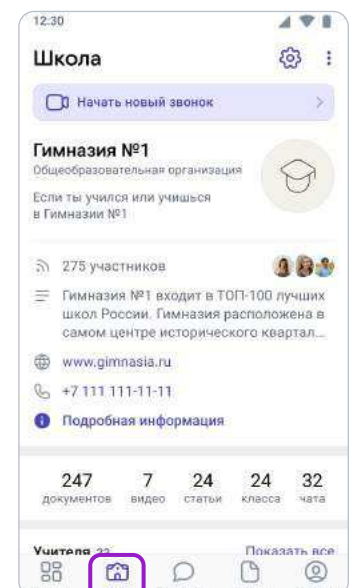 12:30
Школа
Начать новый звонок
Гимназия №1
Общеобразовательная организация
Если ты учился или учишься
в Гимназии №1
275 участников
Гимназия №1 входит в ТОП-100 лучших
школ России. Гимназия расположена в
самом центре исторического квартал...
www.gimnasia.ru
+7 111 111-11-11
Подробная информация
247 7 24 24 32
документов видео статьи класса чата
Учителя Показать все